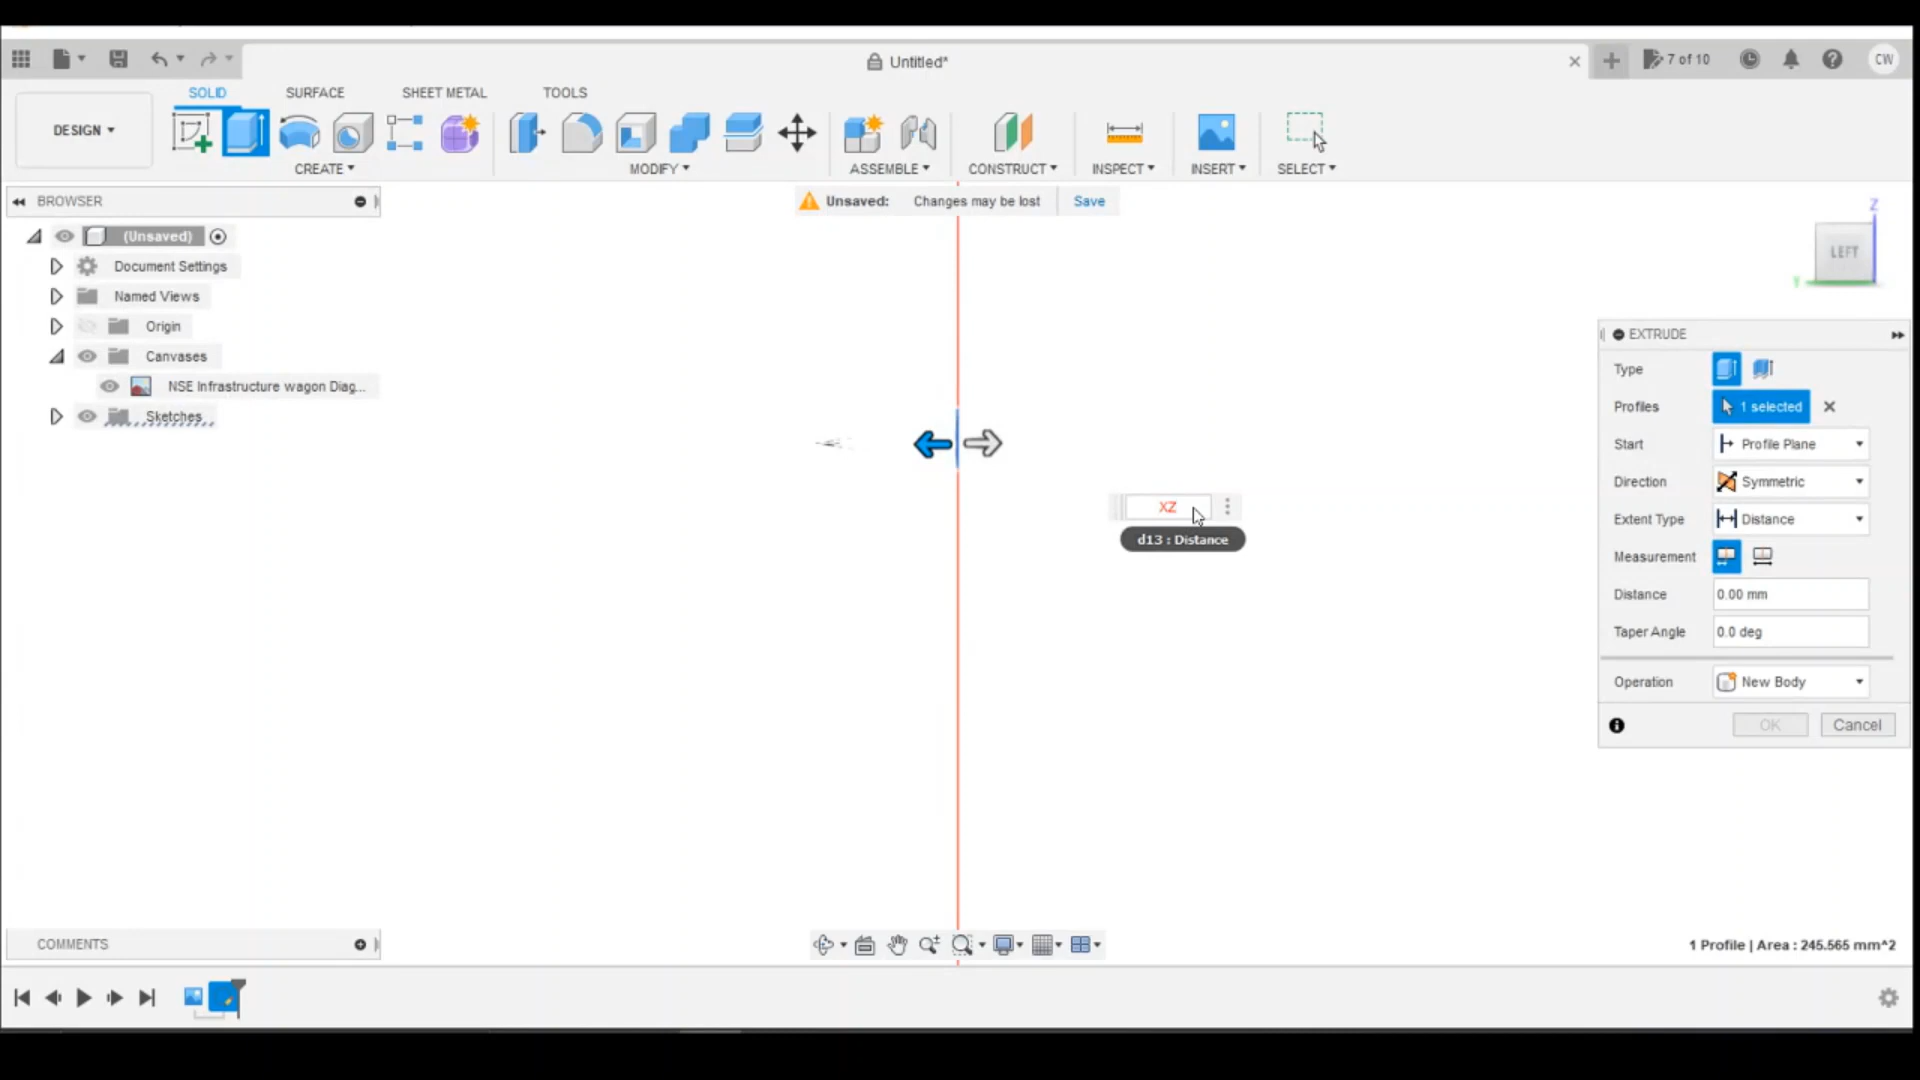 Untitled*
7 of 10
CW
DESIGN
SOLID
SURFACE
SHEET METAL
TOOLS
CREATE
MODIFY
ASSEMBLE
CONSTRUCT
INSPECT
INSERT
SELECT
BROWSER
Unsaved: Changes may be lost Save
(Unsaved)
Document Settings
Named Views
Origin
Canvases
NSE Infrastructure wagon Diag...
Sketches
Z
LEFT
Y
XZ
d13 : Distance
EXTRUDE
Type
Profiles 1 selected
Start Profile Plane
Direction Symmetric
Extent Type Distance
Measurement
Distance 0.00 mm
Taper Angle 0.0 deg
Operation New Body
OK Cancel
COMMENTS
1 Profile | Area : 245.565 mm^2